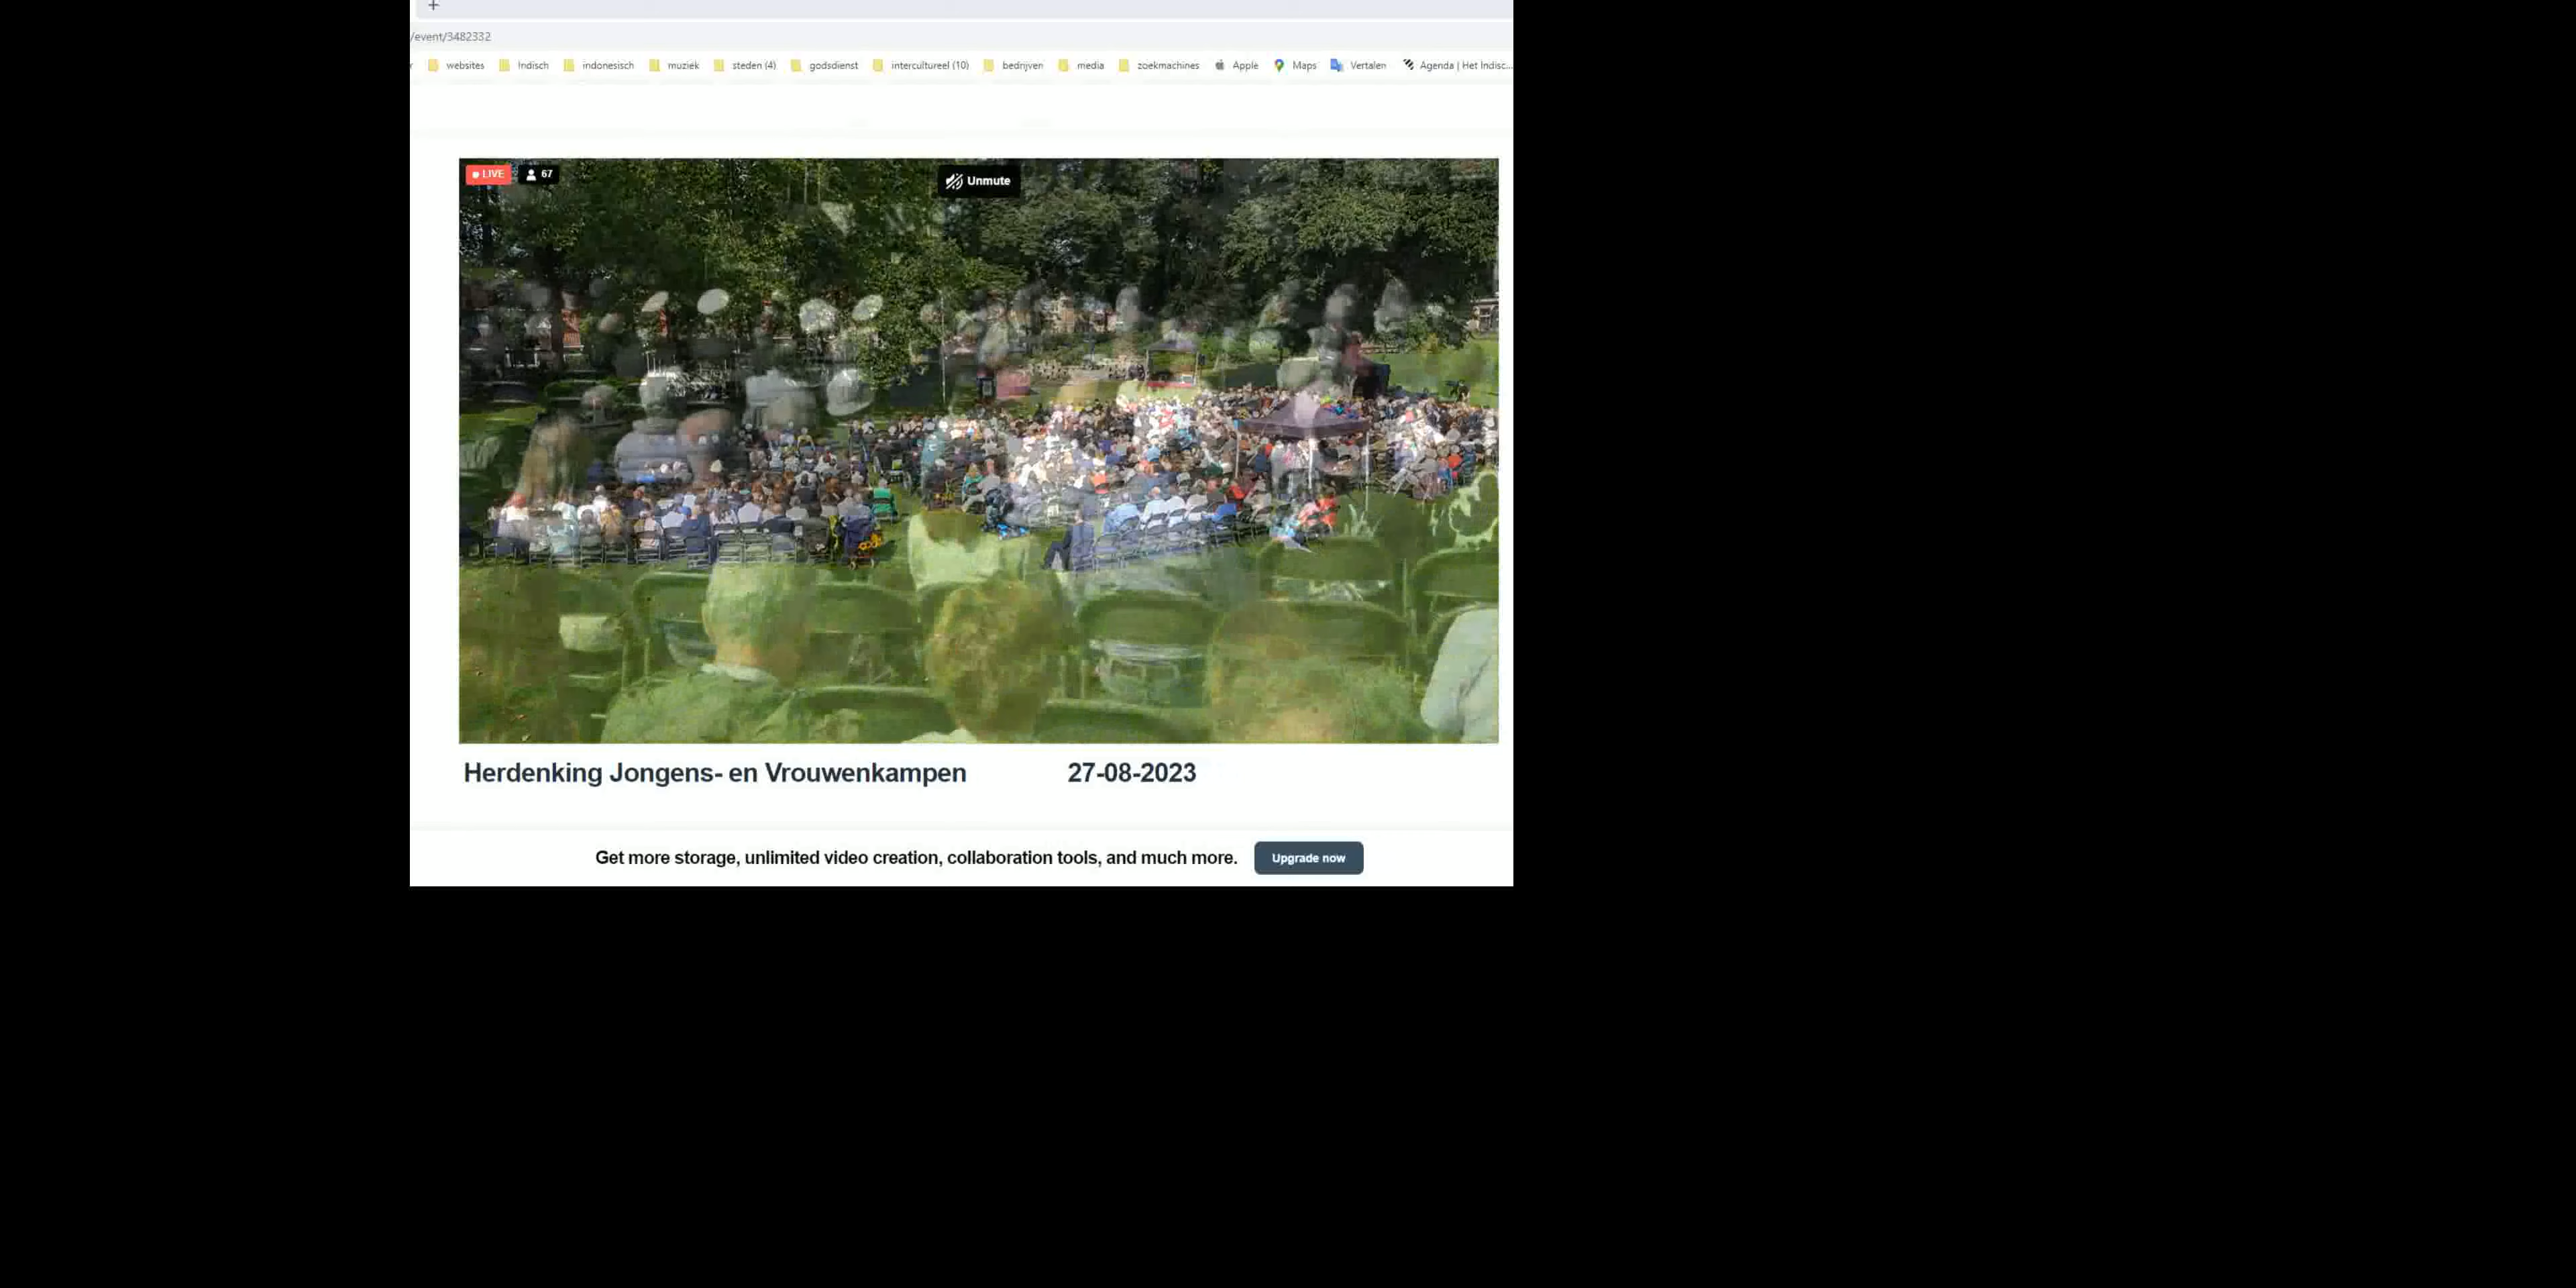 +
/event/3482332
websites Indisch indonesisch muziek steden (4) godsdienst intercultureel (10) bedrijven media zoekmachines Apple Maps Vertalen Agenda | Het Indisc...
LIVE 67 Unmute
Herdenking Jongens- en Vrouwenkampen 27-08-2023
Get more storage, unlimited video creation, collaboration tools, and much more. Upgrade now